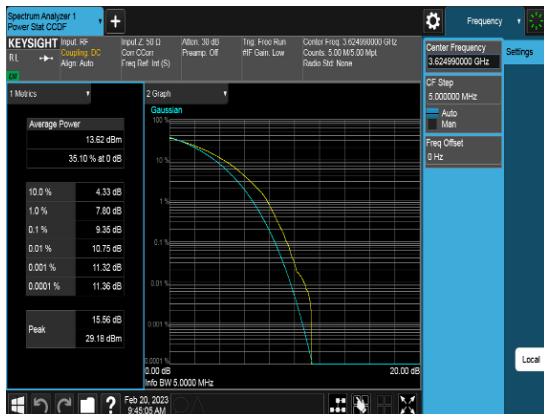 Spectrum Analyzer 1
Power Stat CCDF
Frequency
KEYSIGHT
Input: RF
Coupling: DC
Align: Auto
Input Z: 50 Ω
Corr CCorr
Freq Ref: Int (S)
Atten: 30 dB
Preamp: Off
Trig: Free Run
#IF Gain: Low
Center Freq: 3.624990000 GHz
Counts: 5.00 M/5.00 Mpt
Radio Std: None
RL
Center Frequency
3.624990000 GHz
Settings
CF Step
5.000000 MHz
Auto
Man
Freq Offset
0 Hz
Local
1 Metrics
Average Power
13.62 dBm
35.10 % at 0 dB
10.0 % 4.33 dB
1.0 % 7.80 dB
0.1 % 9.35 dB
0.01 % 10.75 dB
0.001 % 11.32 dB
0.0001 % 11.36 dB
Peak
15.56 dB
29.18 dBm
2 Graph
Gaussian
100 %
10 %
1 %
0.1 %
0.01 %
0.001 %
0.0001 %
0.00 dB 20.00 dB
Info BW 5.0000 MHz
?
Feb 20, 2023
9:45:05 AM